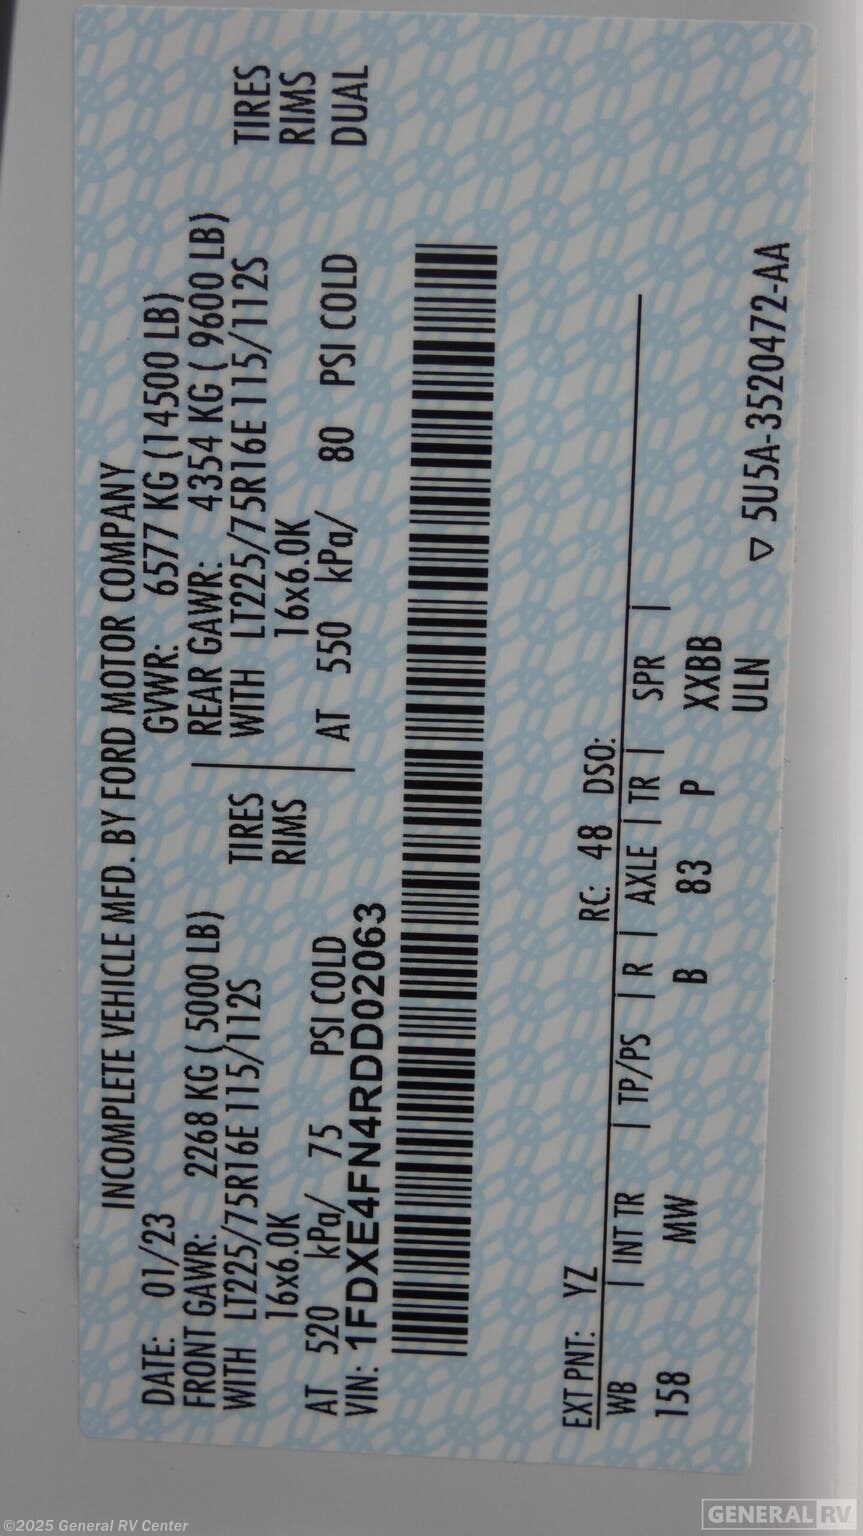 INCOMPLETE VEHICLE MFD. BY FORD MOTOR COMPANY
DATE: 01/23 GVWR: 6577 KG (14500 LB)
FRONT GAWR: 2268 KG ( 5000 LB) REAR GAWR: 4354 KG ( 9600 LB)
WITH LT225/75R16E 115/112S TIRES WITH LT225/75R16E 115/112S TIRES
16x6.0K RIMS 16x6.0K RIMS
AT 520 kPa/ 75 PSI COLD AT 550 kPa/ 80 PSI COLD DUAL
VIN: 1FDXE4FN4RDD02063
EXT PNT: YZ RC: 48 DSO:
WB | INT TR | TP/PS | R | AXLE | TR | SPR |
158 MW B 83 P XXBB
ULN
▽ 5U5A-3520472-AA
©2025 General RV Center
GENERAL RV